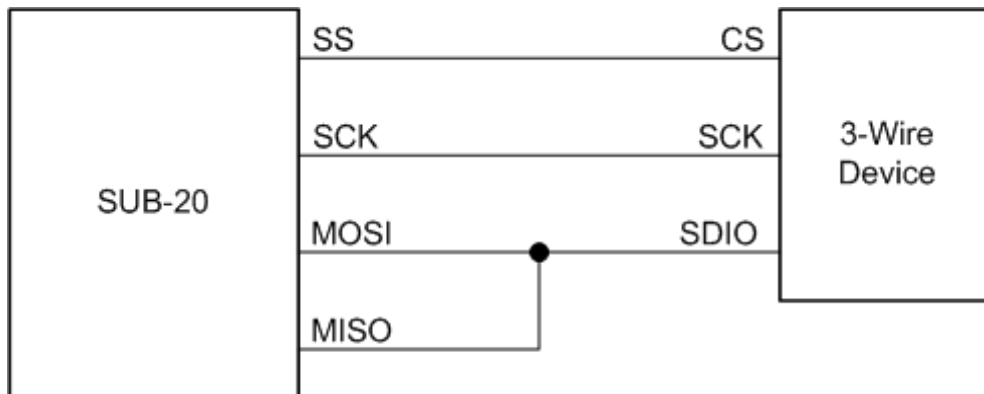 SS CS
SCK SCK
3-Wire
Device
SUB-20
MOSI SDIO
MISO